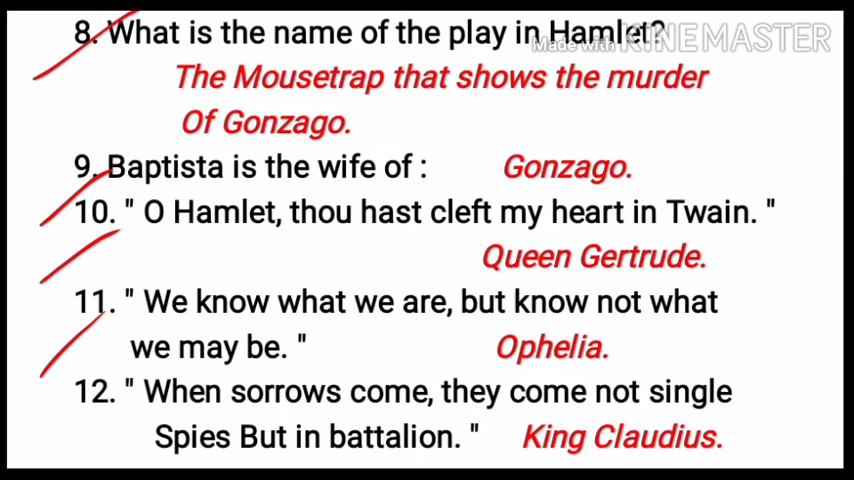 8. What is the name of the play in Hamlet?
Made with KINEMASTER
The Mousetrap that shows the murder
Of Gonzago.
9. Baptista is the wife of : Gonzago.
10. " O Hamlet, thou hast cleft my heart in Twain. "
Queen Gertrude.
11. " We know what we are, but know not what
we may be. " Ophelia.
12. " When sorrows come, they come not single
Spies But in battalion. " King Claudius.